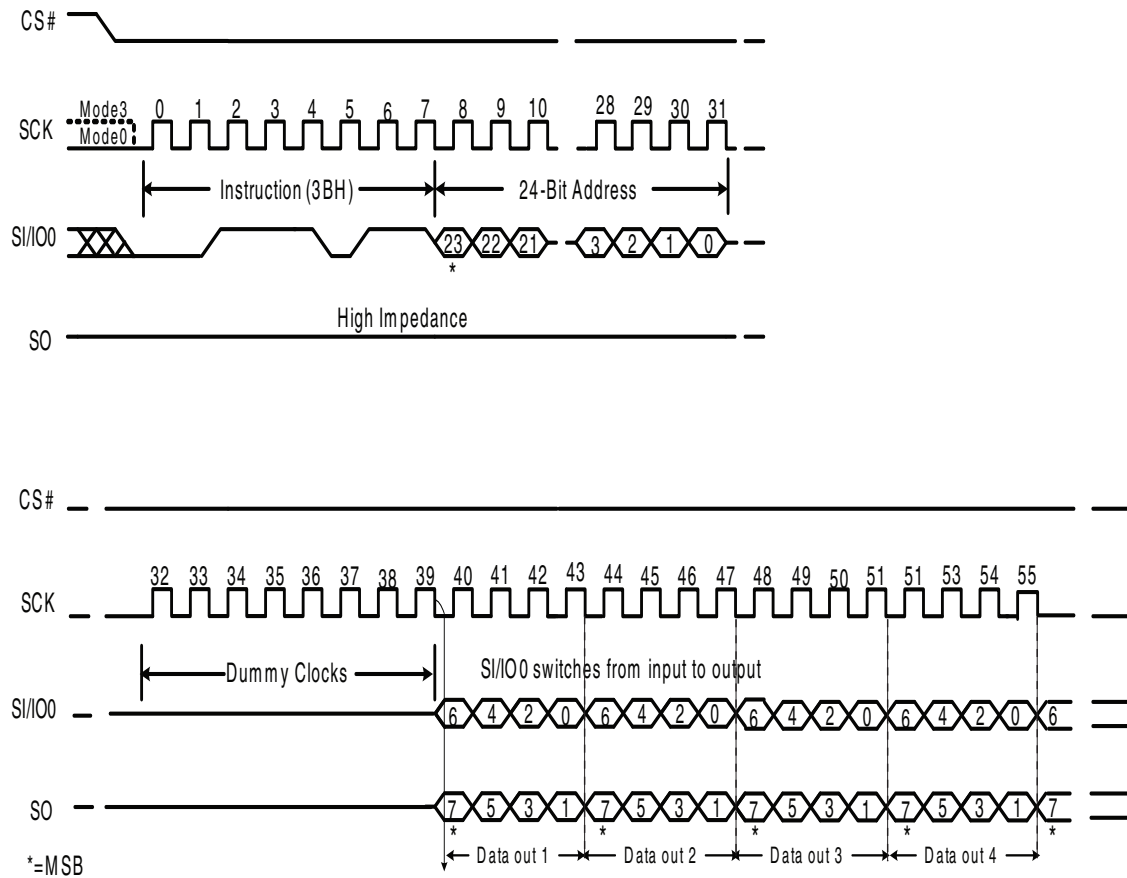 CS#
Mode3
SCK
Mode0
0 1 2 3 4 5 6 7 8 9 10 28 29 30 31
Instruction (3BH)
24-Bit Address
SI/IO0
23 22 21 3 2 1 0
*
High Impedance
SO
CS#
32 33 34 35 36 37 38 39 40 41 42 43 44 45 46 47 48 49 50 51 51 53 54 55
SCK
Dummy Clocks
SI/IO0 switches from input to output
SI/IO0
6 4 2 0 6 4 2 0 6 4 2 0 6 4 2 0 6
SO
7 5 3 1 7 5 3 1 7 5 3 1 7 5 3 1 7
* * * * *
Data out 1 Data out 2 Data out 3 Data out 4
*=MSB